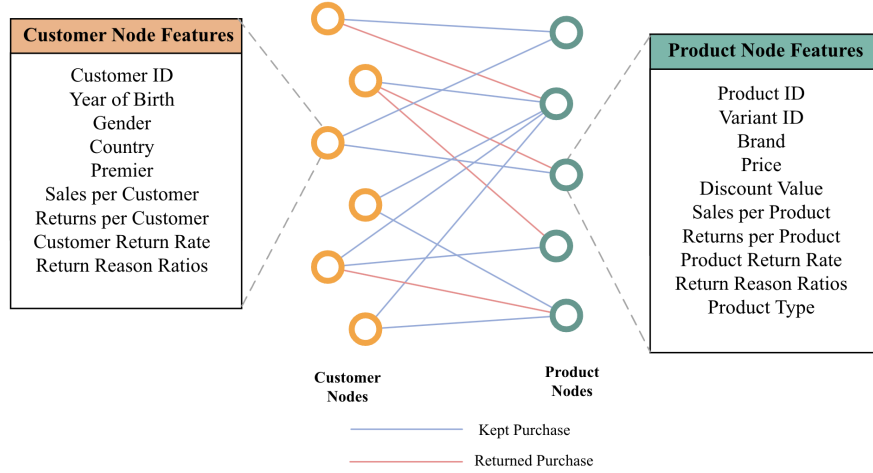 Customer Node Features
Customer ID
Year of Birth
Gender
Country
Premier
Sales per Customer
Returns per Customer
Customer Return Rate
Return Reason Ratios
Product Node Features
Product ID
Variant ID
Brand
Price
Discount Value
Sales per Product
Returns per Product
Product Return Rate
Return Reason Ratios
Product Type
Customer
Nodes
Product
Nodes
Kept Purchase
Returned Purchase